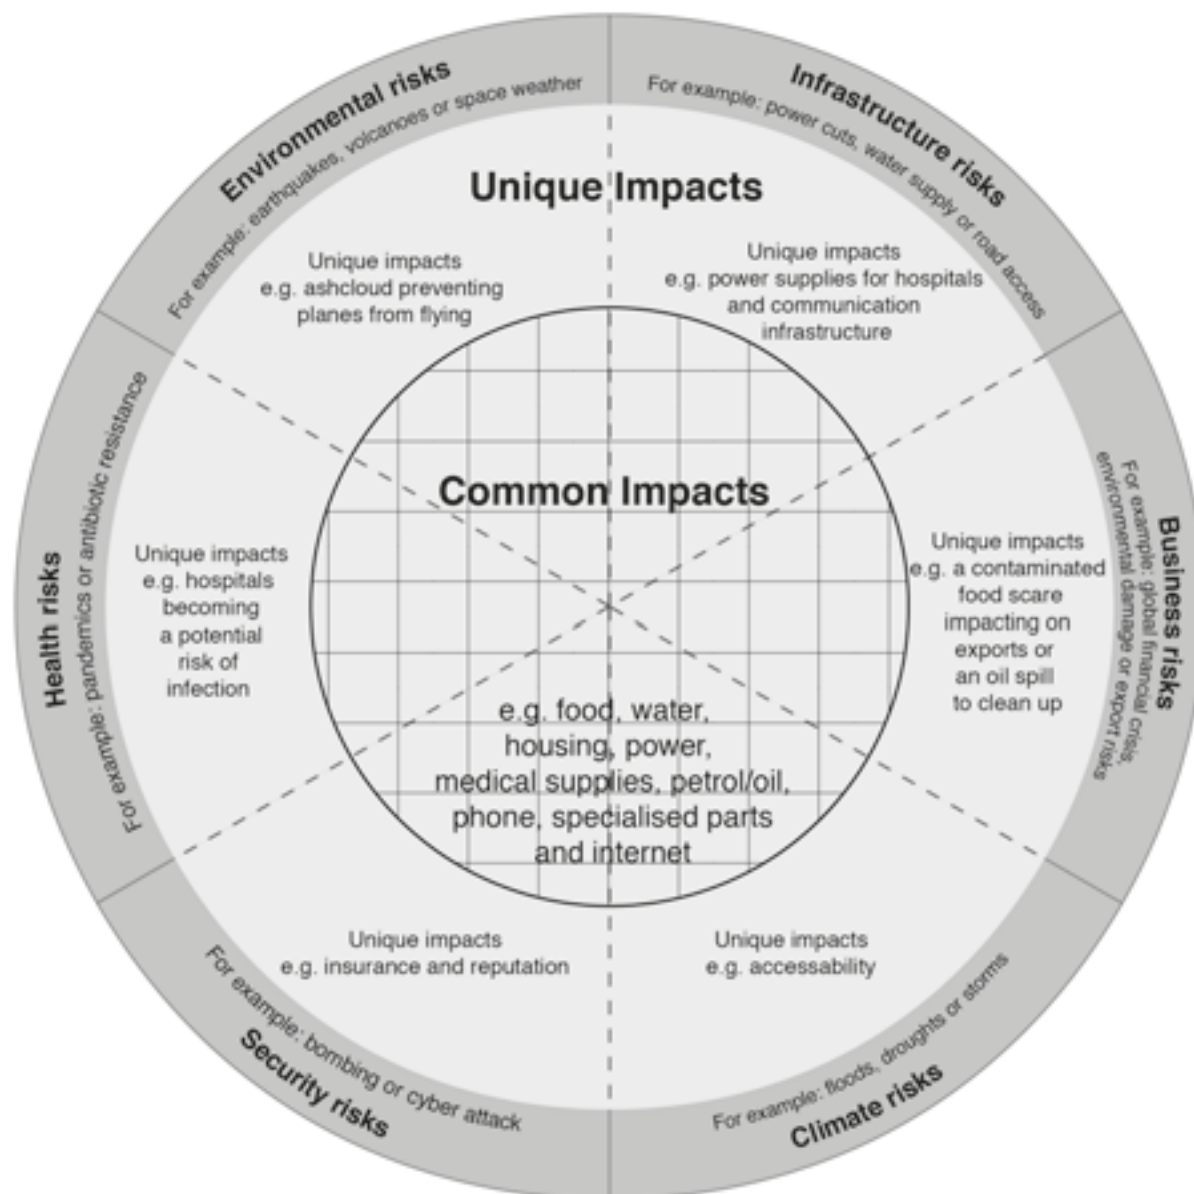 Environmental risks
For example: earthquakes, volcanoes or space weather
Infrastructure risks
For example: power cuts, water supply or road access
Unique Impacts
Unique impacts
e.g. ashcloud preventing
planes from flying
Unique impacts
e.g. power supplies for hospitals
and communication
infrastructure
Health risks
For example: pandemics or antibiotic resistance
Unique impacts
e.g. hospitals
becoming
a potential
risk of
infection
Common Impacts
e.g. food, water,
housing, power,
medical supplies, petrol/oil,
phone, specialised parts
and internet
Unique impacts
e.g. a contaminated
food scare
impacting on
exports or
an oil spill
to clean up
Business risks
For example: global financial crisis,
environmental damage or export risks
Unique impacts
e.g. insurance and reputation
Unique impacts
e.g. accessability
For example: bombing or cyber attack
Security risks
For example: floods, droughts or storms
Climate risks